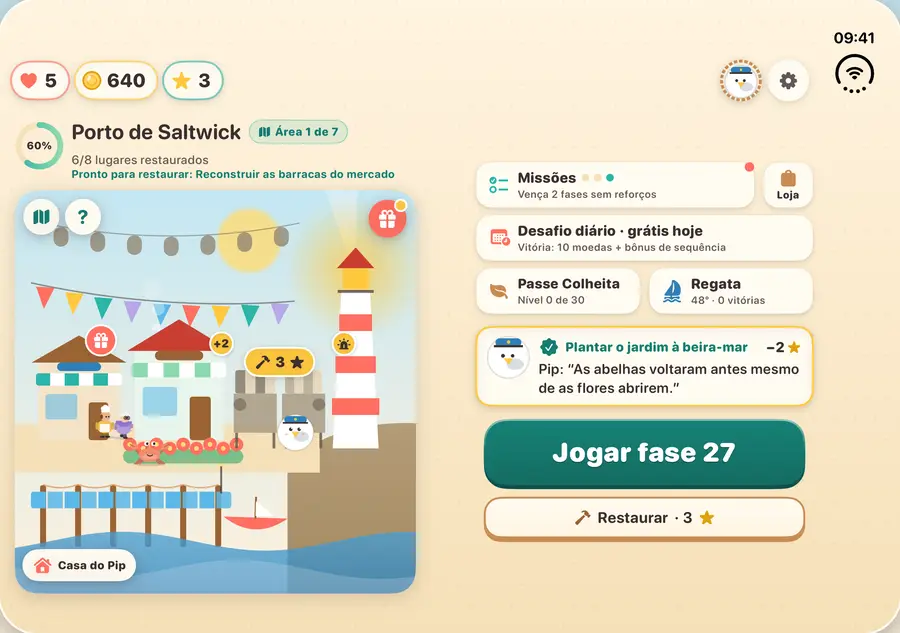 09:41
5
640
3
60%
Porto de Saltwick
Área 1 de 7
6/8 lugares restaurados
Pronto para restaurar: Reconstruir as barracas do mercado
?
+2
3
Casa do Pip
Missões
Vença 2 fases sem reforços
Loja
Desafio diário · grátis hoje
Vitória: 10 moedas + bônus de sequência
Passe Colheita
Nível 0 de 30
Regata
48° · 0 vitórias
Plantar o jardim à beira-mar
−2
Pip: “As abelhas voltaram antes mesmo
de as flores abrirem.”
Jogar fase 27
Restaurar · 3